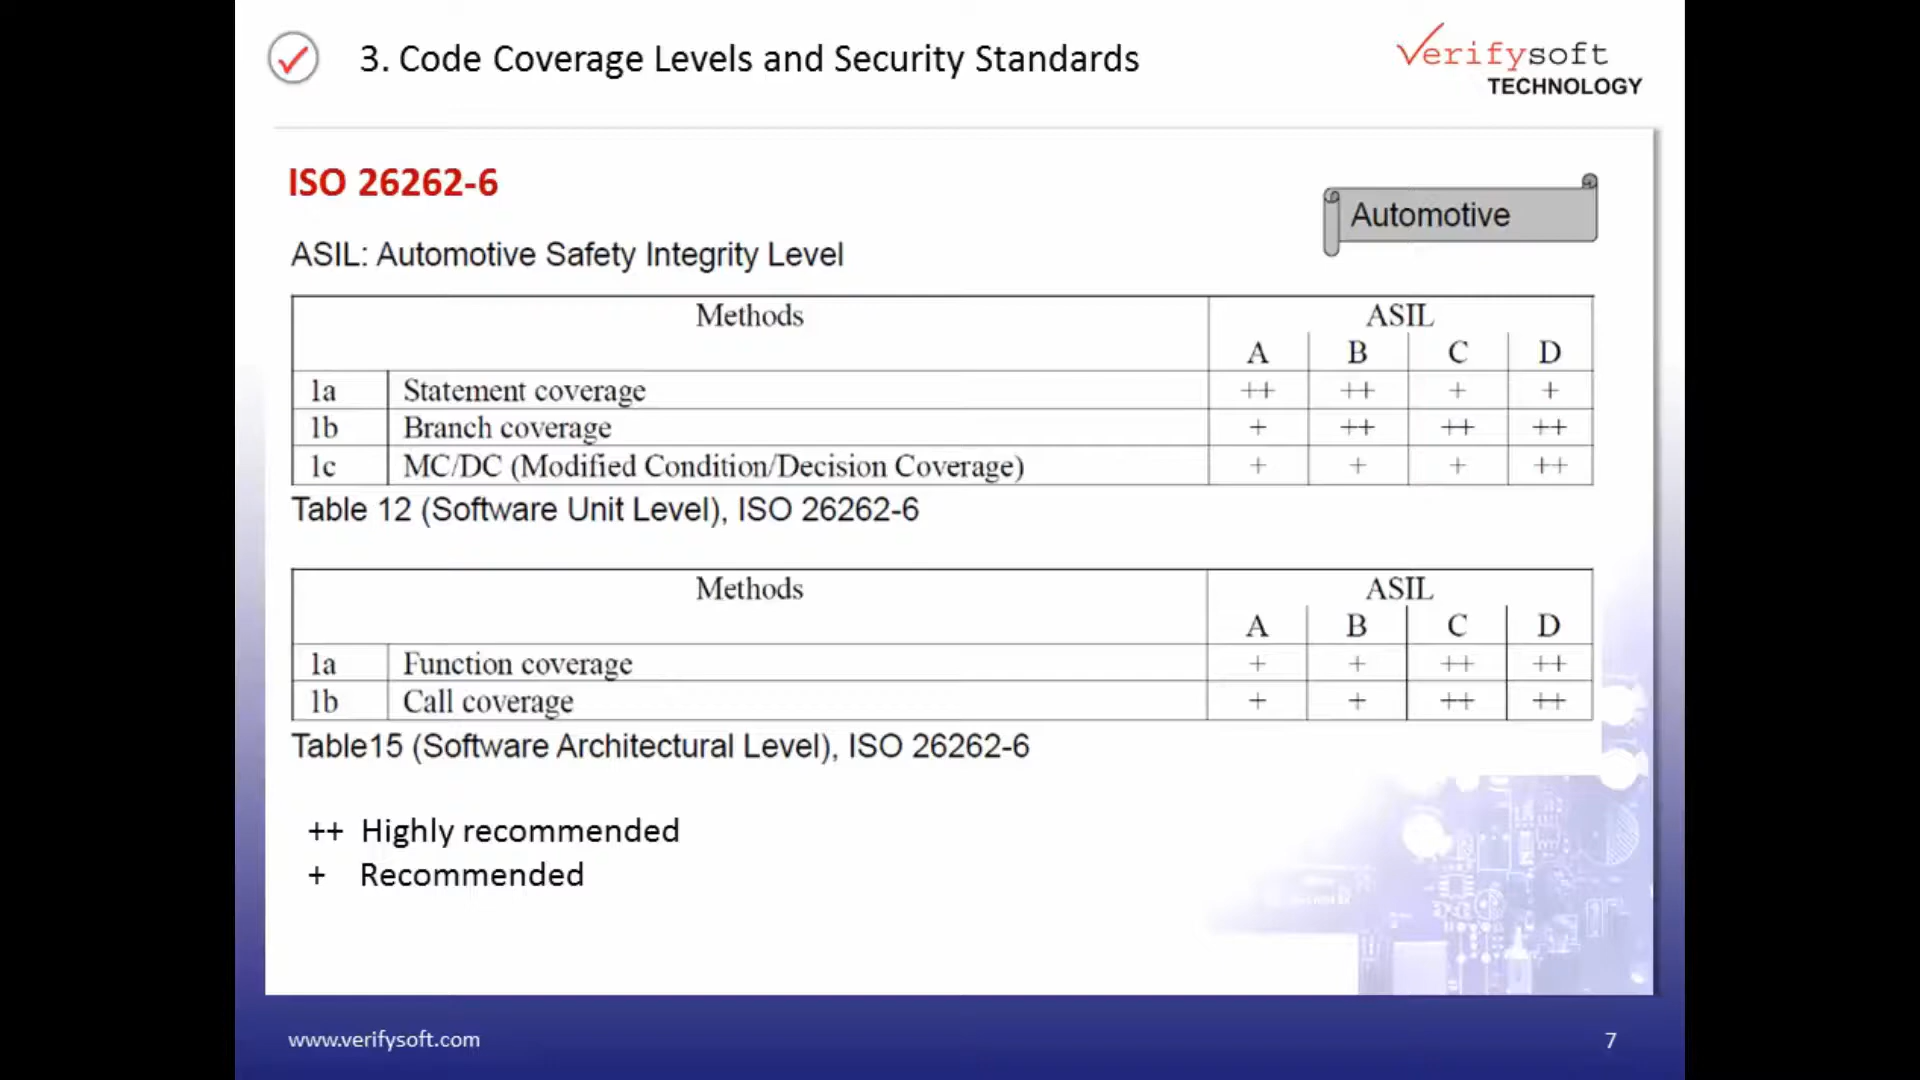 3. Code Coverage Levels and Security Standards
Verifysoft
TECHNOLOGY
ISO 26262-6
Automotive
ASIL: Automotive Safety Integrity Level
Methods ASIL
A B C D
1a Statement coverage ++ ++ + +
1b Branch coverage + ++ ++ ++
1c MC/DC (Modified Condition/Decision Coverage) + + + ++
Table 12 (Software Unit Level), ISO 26262-6
Methods ASIL
A B C D
1a Function coverage + + ++ ++
1b Call coverage + + ++ ++
Table15 (Software Architectural Level), ISO 26262-6
++ Highly recommended
+ Recommended
www.verifysoft.com 7